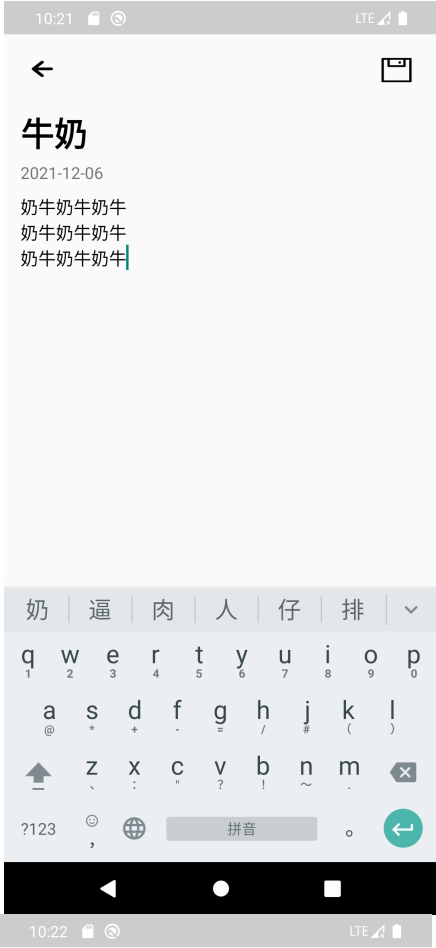 10:21 LTE
牛奶
2021-12-06
奶牛奶牛奶牛
奶牛奶牛奶牛
奶牛奶牛奶牛
奶 逼 肉 人 仔 排
q w e r t y u i o p
1 2 3 4 5 6 7 8 9 0
a s d f g h j k l
@ * + - = / # ( )
z x c v b n m
、 : " ? ! ～ .
?123 , 拼音 。
10:22 LTE